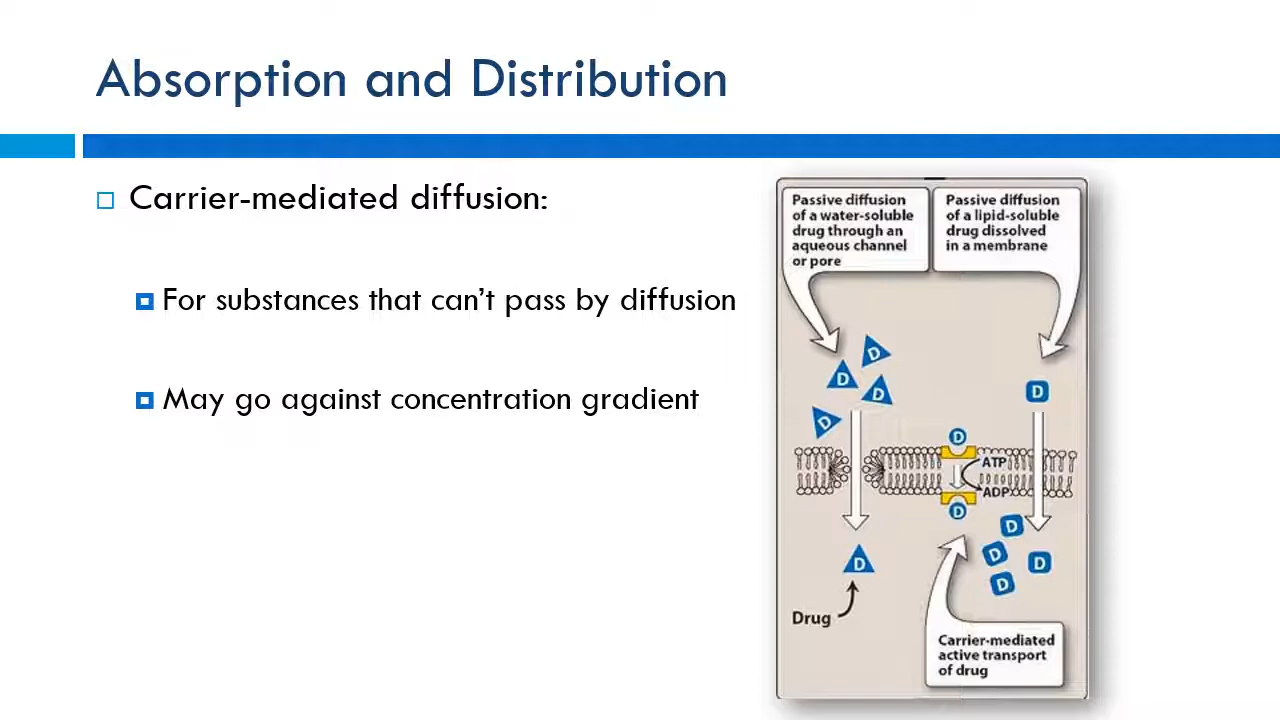 Absorption and Distribution
Carrier-mediated diffusion:
For substances that can't pass by diffusion
May go against concentration gradient
Passive diffusion
of a water-soluble
drug through an
aqueous channel
or pore
Passive diffusion
of a lipid-soluble
drug dissolved
in a membrane
D
D
D
D
D
D
ATP
ADP
D
D
D
D
D
D
D
Drug
Carrier-mediated
active transport
of drug